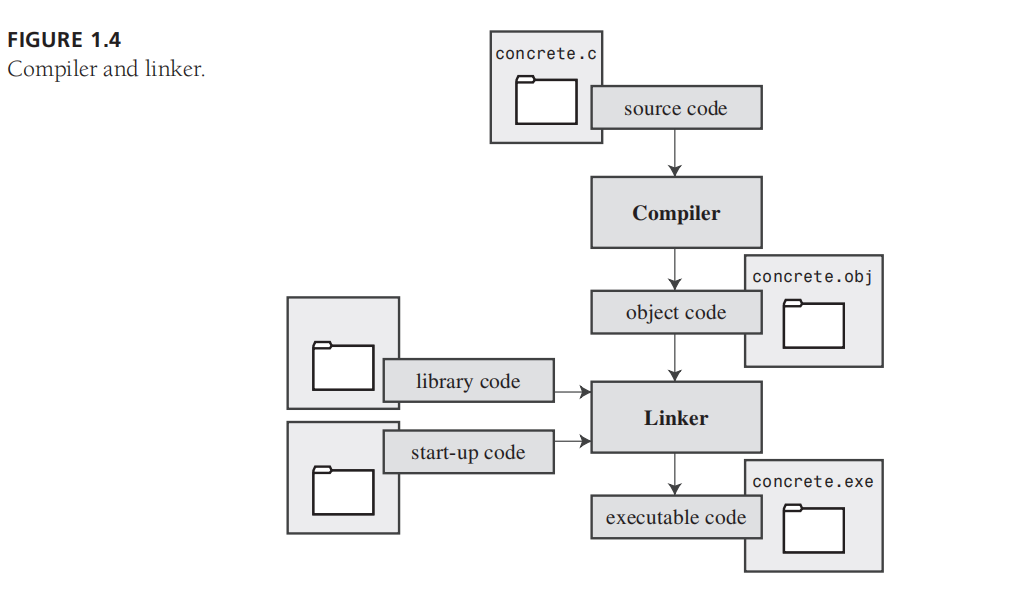 FIGURE 1.4
Compiler and linker.
concrete.c
source code
Compiler
concrete.obj
object code
library code
Linker
start-up code
concrete.exe
executable code